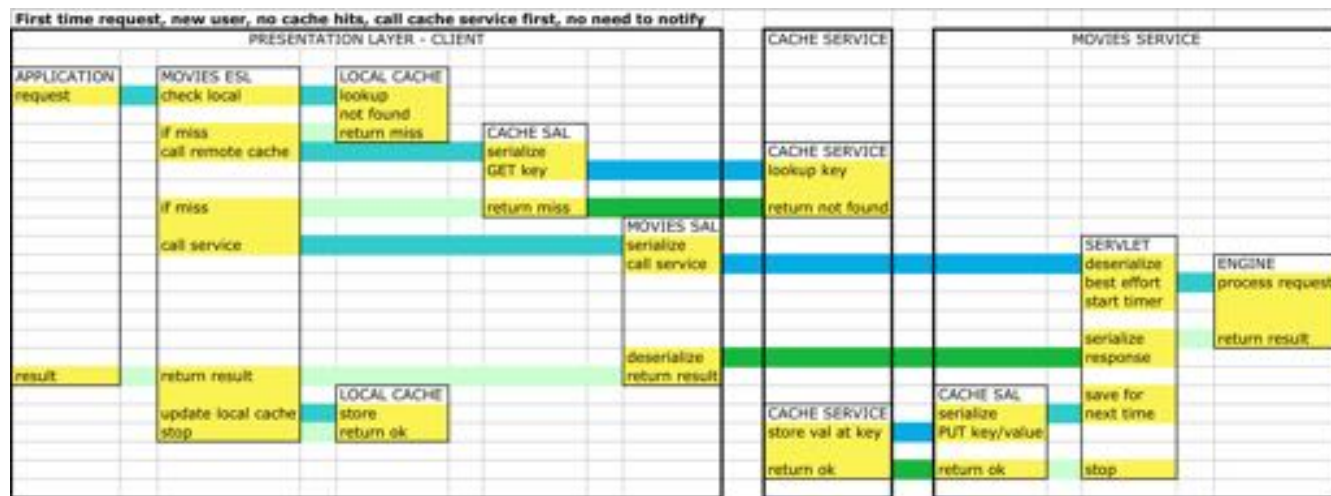 First time request, new user, no cache hits, call cache service first, no need to notify
PRESENTATION LAYER - CLIENT
CACHE SERVICE
MOVIES SERVICE
APPLICATION
MOVIES ESL
LOCAL CACHE
request
check local
lookup
not found
if miss
return miss
CACHE SAL
call remote cache
serialize
CACHE SERVICE
GET key
lookup key
if miss
return miss
return not found
MOVIES SAL
call service
serialize
SERVLET
call service
deserialize
ENGINE
best effort
process request
start timer
serialize
return result
deserialize
response
result
return result
return result
LOCAL CACHE
CACHE SAL
save for
update local cache
store
CACHE SERVICE
serialize
next time
stop
return ok
store val at key
PUT key/value
return ok
return ok
stop